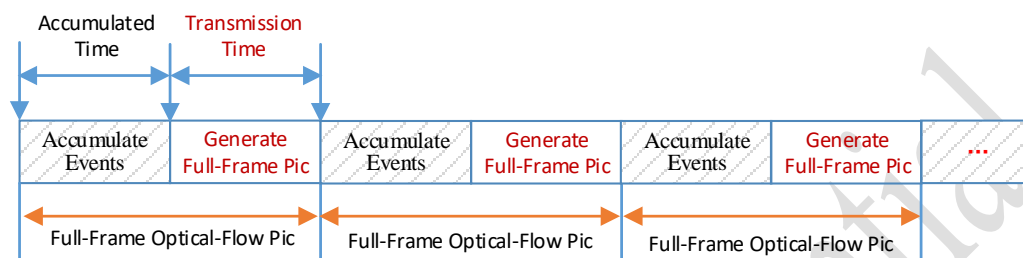 Accumulated
Time
Transmission
Time
Accumulate
Events
Generate
Full-Frame Pic
Accumulate
Events
Generate
Full-Frame Pic
Accumulate
Events
Generate
Full-Frame Pic
...
Full-Frame Optical-Flow Pic
Full-Frame Optical-Flow Pic
Full-Frame Optical-Flow Pic